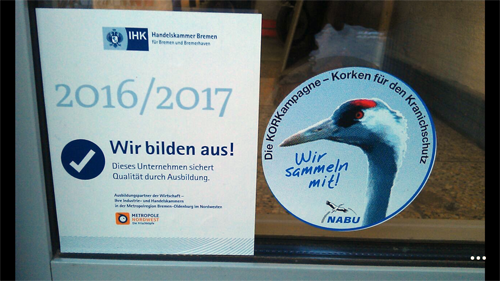 IHK
Handelskammer Bremen
für Bremen und Bremerhaven
2016/2017
Wir bilden aus!
Dieses Unternehmen sichert
Qualität durch Ausbildung.
Ausbildungspartner der Wirtschaft –
Ihre Industrie- und Handelskammern
in der Metropolregion Bremen-Oldenburg im Nordwesten
METROPOLE
NORDWEST
Die KORKampagne – Korken für den Kranichschutz
Wir
sammeln
mit!
NABU